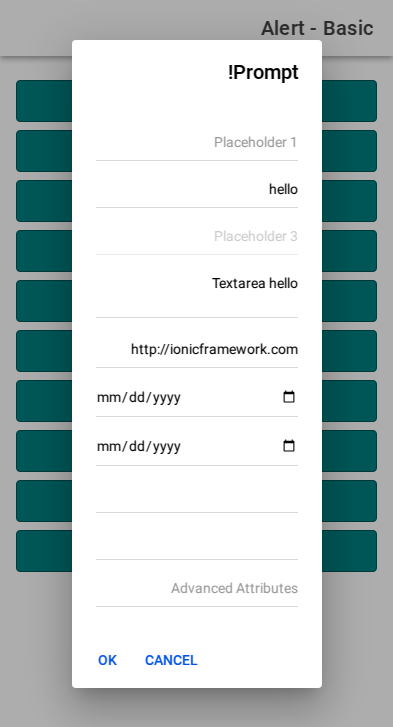 Alert - Basic
!Prompt
Placeholder 1
hello
Placeholder 3
Textarea hello
http://ionicframework.com
mm/dd/yyyy
mm/dd/yyyy
Advanced Attributes
OK CANCEL